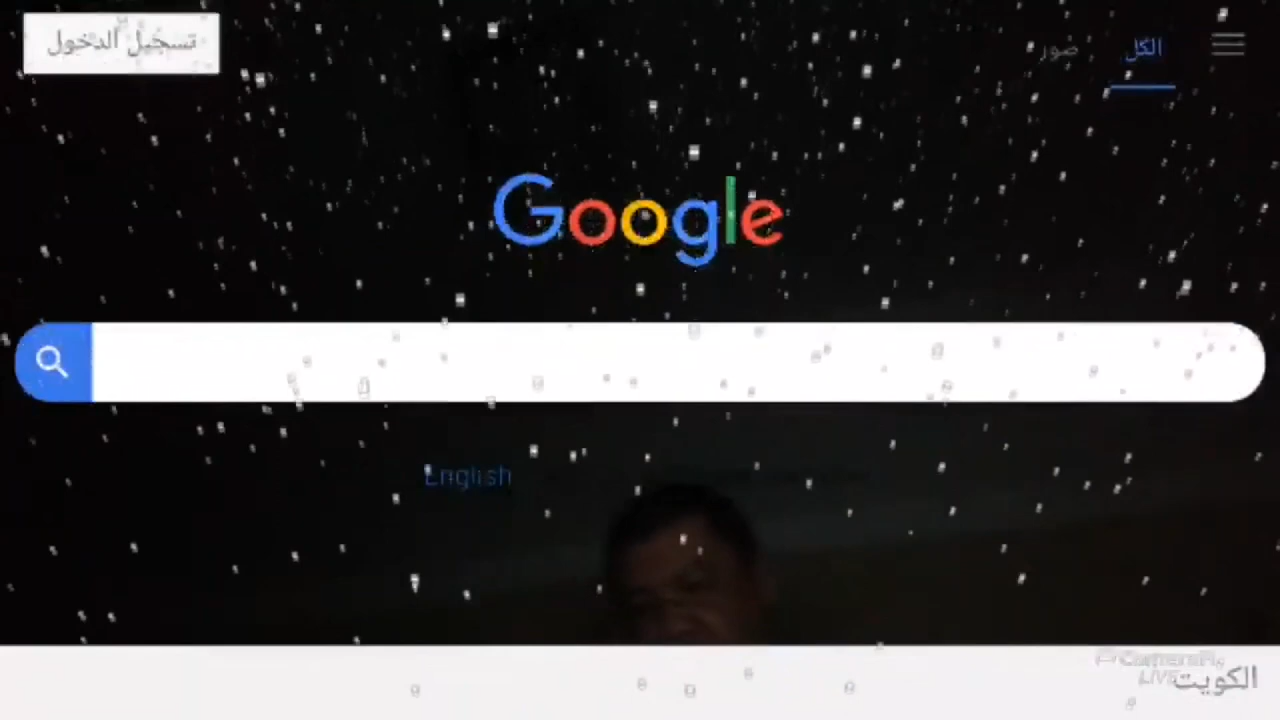 الكل
صور
تسجيل الدخول
Google
English
CameraFi
LIVE
الكويت